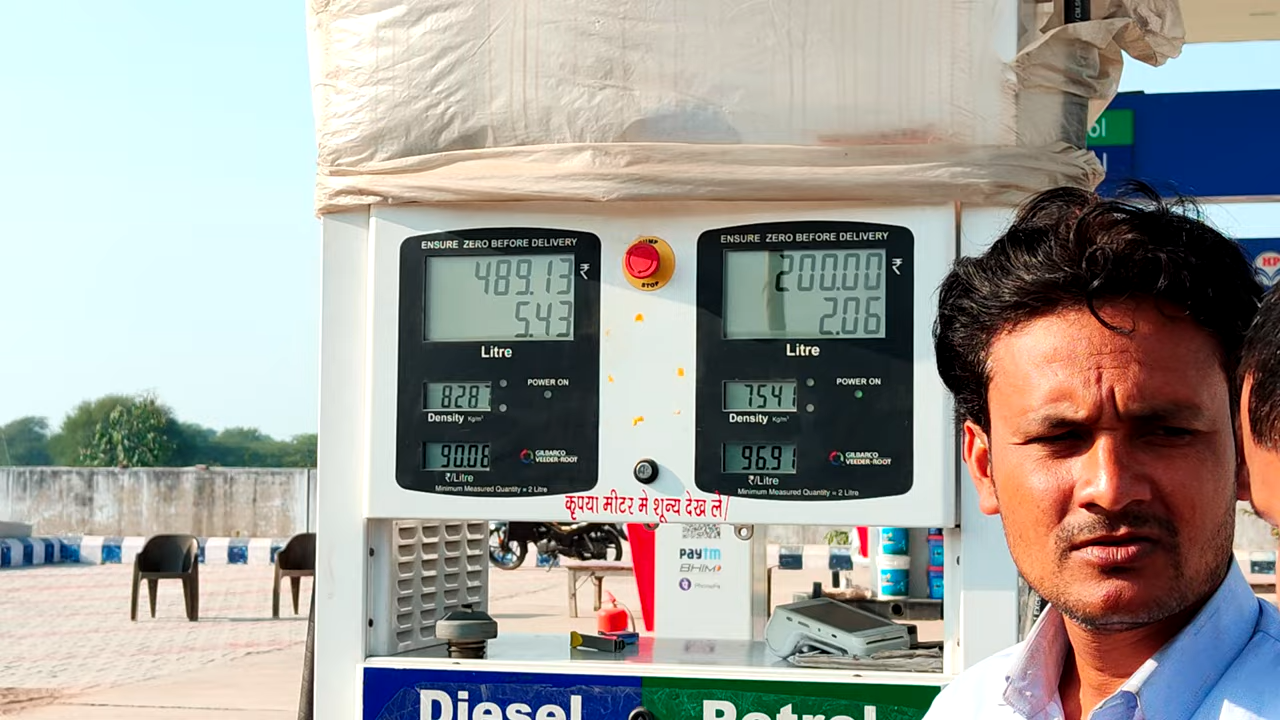 ENSURE ZERO BEFORE DELIVERY
489.13 ₹
5.43
Litre
828.1
POWER ON
Density Kg/m³
90.06
GILBARCO
VEEDER-ROOT
₹/Litre
Minimum Measured Quantity = 2 Litre
STOP
ENSURE ZERO BEFORE DELIVERY
200.00 ₹
2.06
Litre
754.1
POWER ON
Density Kg/m³
96.91
GILBARCO
VEEDER-ROOT
₹/Litre
Minimum Measured Quantity = 2 Litre
कृपया मीटर मे शून्य देख लें/
paytm
BHIM
PhonePe
Diesel
Petrol
HP